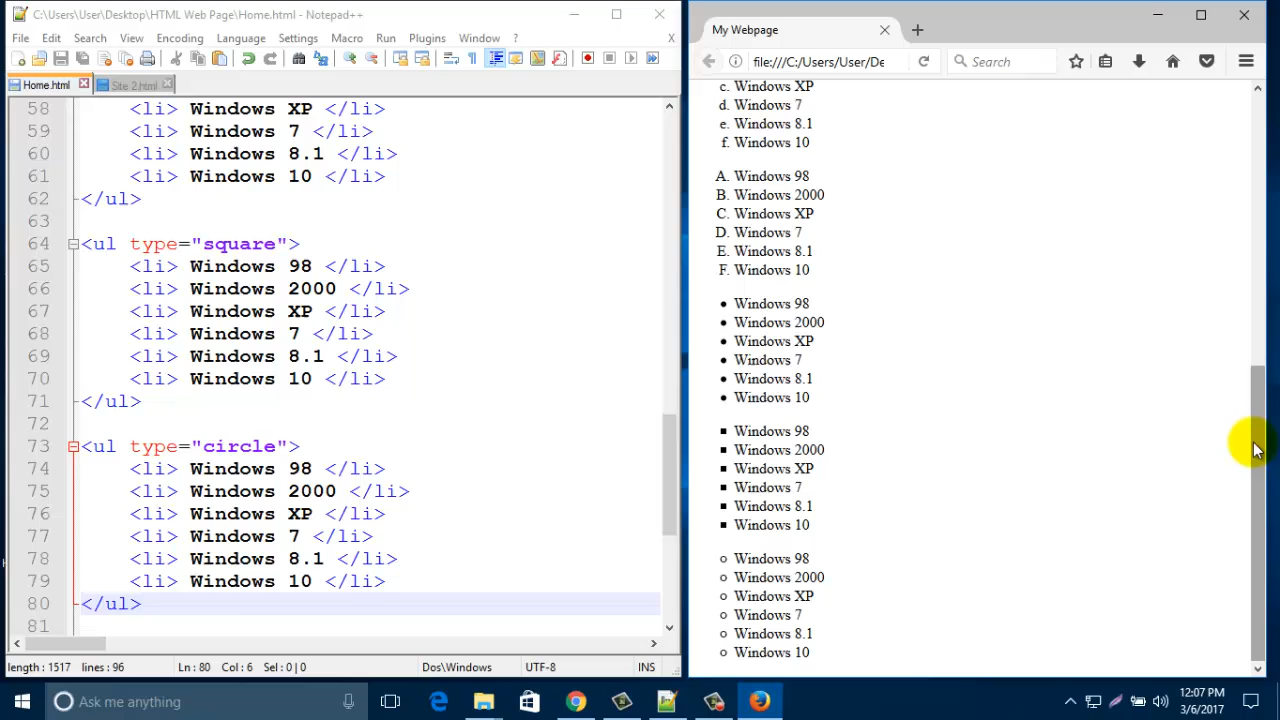 C:\Users\User\Desktop\HTML Web Page\Home.html - Notepad++
File Edit Search View Encoding Language Settings Tools Macro Run Plugins Window ? X
Home.html Site 2.html
58 <li> Windows XP </li>
59 <li> Windows 7 </li>
60 <li> Windows 8.1 </li>
61 <li> Windows 10 </li>
62 </ul>
63
64 <ul type="square">
65 <li> Windows 98 </li>
66 <li> Windows 2000 </li>
67 <li> Windows XP </li>
68 <li> Windows 7 </li>
69 <li> Windows 8.1 </li>
70 <li> Windows 10 </li>
71 </ul>
72
73 <ul type="circle">
74 <li> Windows 98 </li>
75 <li> Windows 2000 </li>
76 <li> Windows XP </li>
77 <li> Windows 7 </li>
78 <li> Windows 8.1 </li>
79 <li> Windows 10 </li>
80 </ul>
81
length : 1517 lines : 96 Ln : 80 Col : 6 Sel : 0 | 0 Dos\Windows UTF-8 INS
My Webpage
file:///C:/Users/User/De Search
c. Windows XP
d. Windows 7
e. Windows 8.1
f. Windows 10
A. Windows 98
B. Windows 2000
C. Windows XP
D. Windows 7
E. Windows 8.1
F. Windows 10
• Windows 98
• Windows 2000
• Windows XP
• Windows 7
• Windows 8.1
• Windows 10
▪ Windows 98
▪ Windows 2000
▪ Windows XP
▪ Windows 7
▪ Windows 8.1
▪ Windows 10
○ Windows 98
○ Windows 2000
○ Windows XP
○ Windows 7
○ Windows 8.1
○ Windows 10
Ask me anything
12:07 PM
3/6/2017